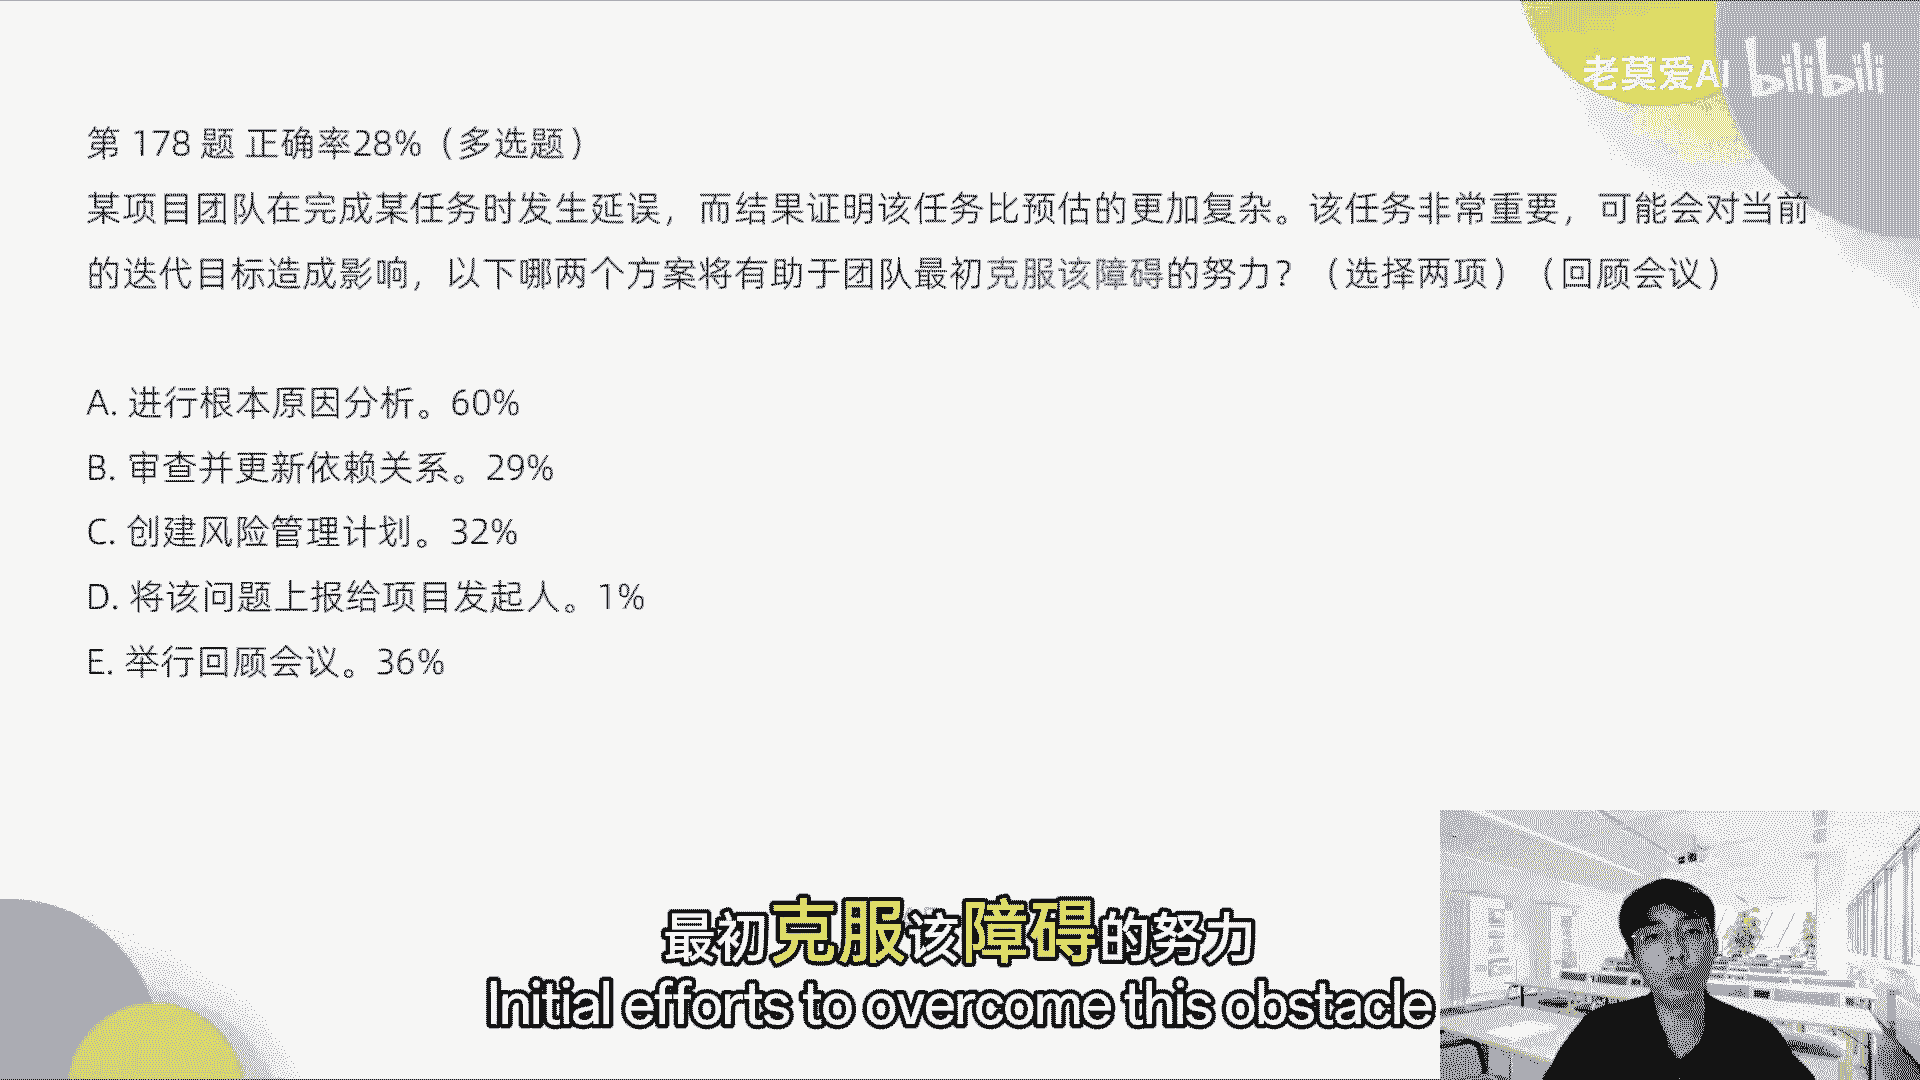 老莫爱AI bilibili
第 178 题 正确率28%（多选题）
某项目团队在完成某任务时发生延误，而结果证明该任务比预估的更加复杂。该任务非常重要，可能会对当前
的迭代目标造成影响，以下哪两个方案将有助于团队最初克服该障碍的努力？（选择两项）（回顾会议）
A. 进行根本原因分析。60%
B. 审查并更新依赖关系。29%
C. 创建风险管理计划。32%
D. 将该问题上报给项目发起人。1%
E. 举行回顾会议。36%
最初克服该障碍的努力
Initial efforts to overcome this obstacle